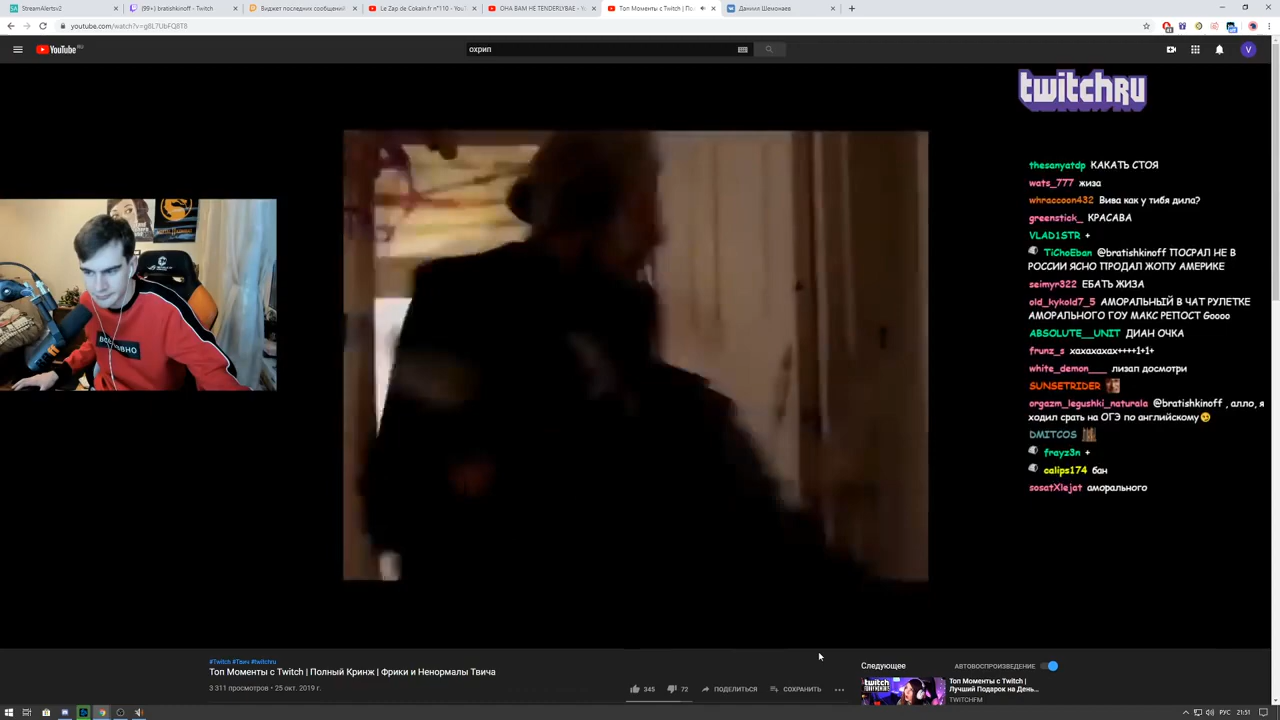 StreamAlertsv2
(99+) bratishkinoff - Twitch
Виджет последних сообщений
Le Zap de Cokain.fr n°110 - You
ОНА ВАМ НЕ TENDERLYBAE -
Топ Моменты с Twitch | По
Даниил Шемонаев
youtube.com/watch?v=g8L7UbFQ8T8
YouTube RU
охрип
V
twitchru
thesanyatdp КАКАТЬ СТОЯ
wats_777 жиза
whraccoon432 Вива как у тибя дила?
greenstick_ КРАСАВА
VLAD1STR +
TiChoEban @bratishkinoff ПОСРАЛ НЕ В
РОССИИ ЯСНО ПРОДАЛ ЖОПУ АМЕРИКЕ
seimyr322 ЕБАТЬ ЖИЗА
old_kykold7_5 АМОРАЛЬНЫЙ В ЧАТ РУЛЕТКЕ
АМОРАЛЬНОГО ГОУ МАКС РЕПОСТ Goooo
ABSOLUTE__UNIT ДИАН ОЧКА
frunz_s хахахахах++++1+1+
white_demon___ лизап досмотри
SUNSETRIDER
orgazm_legushki_naturala @bratishkinoff , алло, я
ходил срать на ОГЭ по английскому
DMITCOS
frayz3n +
calips174 бан
sosatXlejat аморального
#Twitch #Твич #twitchru
Топ Моменты с Twitch | Полный Кринж | Фрики и Ненормалы Твича
3 311 просмотров • 25 окт. 2019 г.
345
72
ПОДЕЛИТЬСЯ
СОХРАНИТЬ
Следующее
АВТОВОСПРОИЗВЕДЕНИЕ
Топ Моменты с Twitch |
Лучший Подарок на День...
TWITCHFM
РУС
21:51